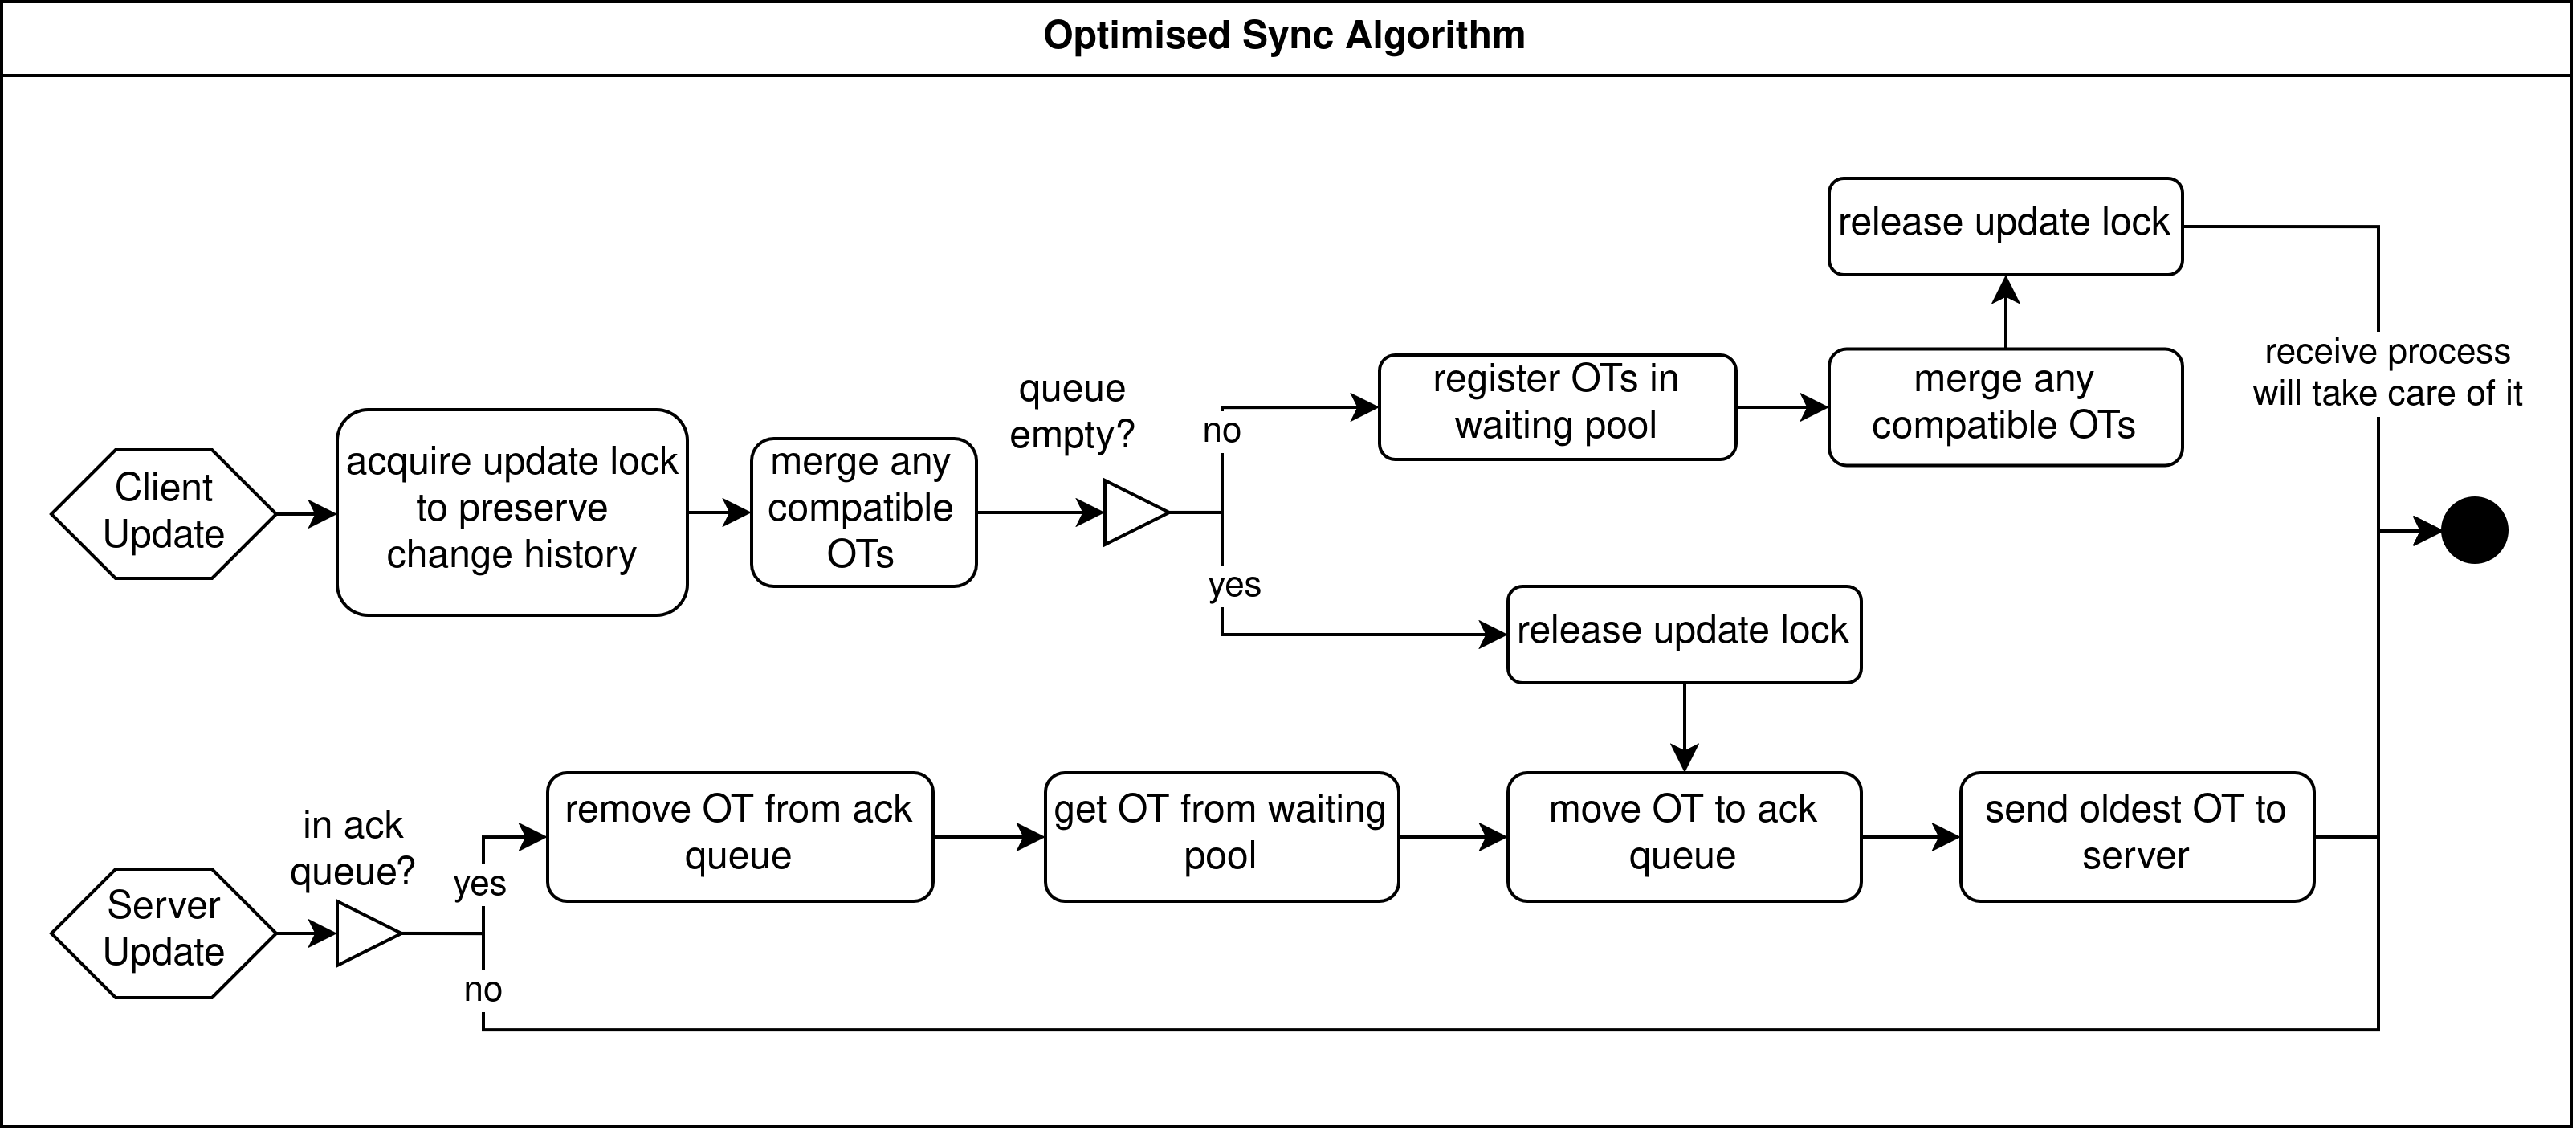 Optimised Sync Algorithm
release update lock
receive process
will take care of it
queue
empty?
no
register OTs in
waiting pool
merge any
compatible OTs
Client
Update
acquire update lock
to preserve
change history
merge any
compatible
OTs
yes
release update lock
in ack
queue?
yes
remove OT from ack
queue
get OT from waiting
pool
move OT to ack
queue
send oldest OT to
server
Server
Update
no